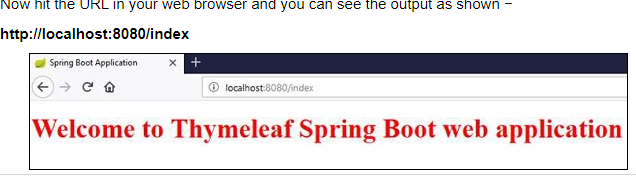 Now hit the URL in your web browser and you can see the output as shown −
http://localhost:8080/index
Spring Boot Application × +
localhost:8080/index
Welcome to Thymeleaf Spring Boot web application